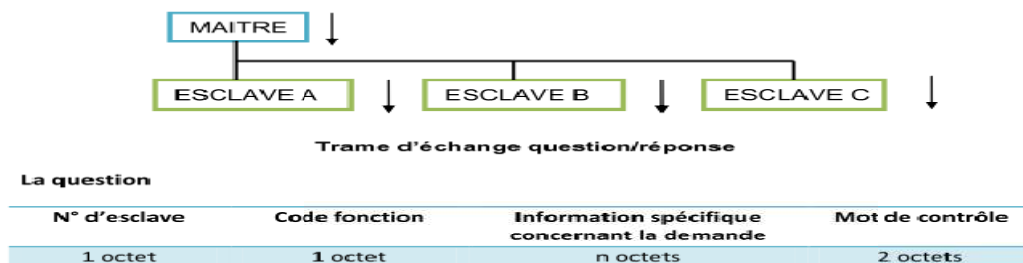 MAITRE
ESCLAVE A ESCLAVE B ESCLAVE C
Trame d'échange question/réponse
La question
N° d'esclave Code fonction Information spécifique concernant la demande Mot de contrôle
1 octet 1 octet n octets 2 octets